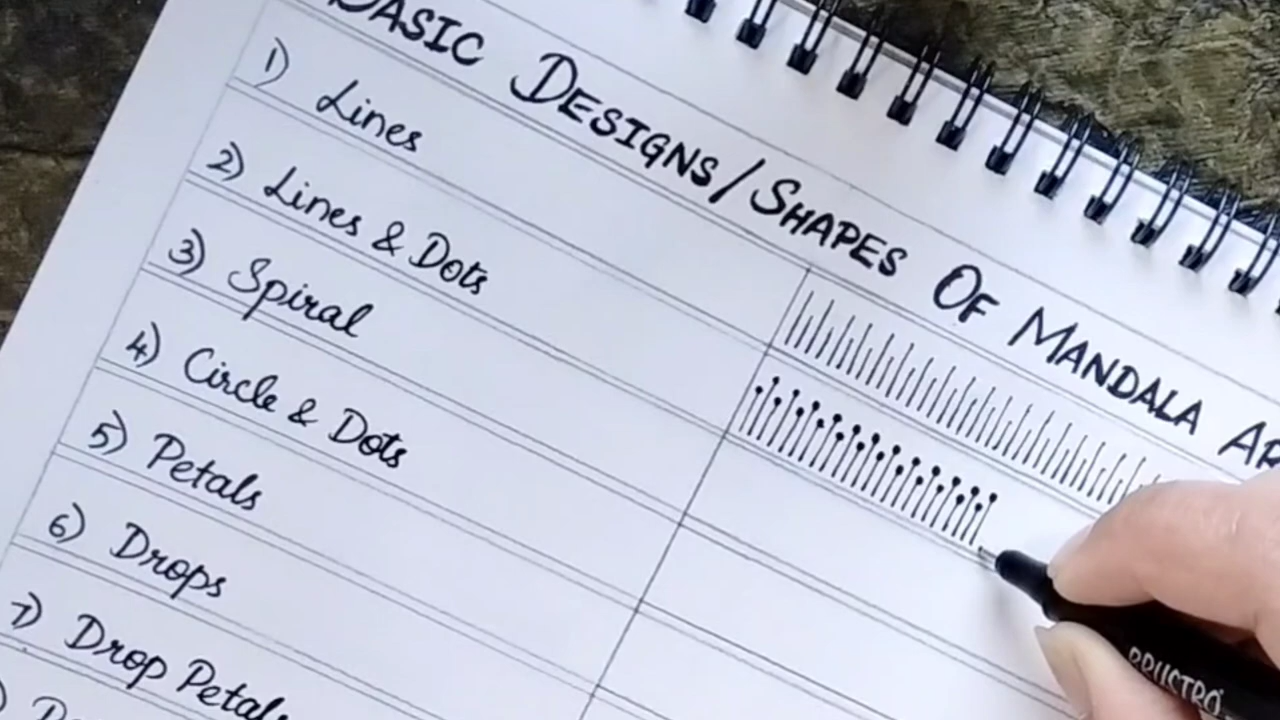 BASIC DESIGNS/SHAPES OF MANDALA
1) Lines
2) Lines & Dots
3) Spiral
4) Circle & Dots
5) Petals
6) Drops
7) Drop Petals
BRUSTRO